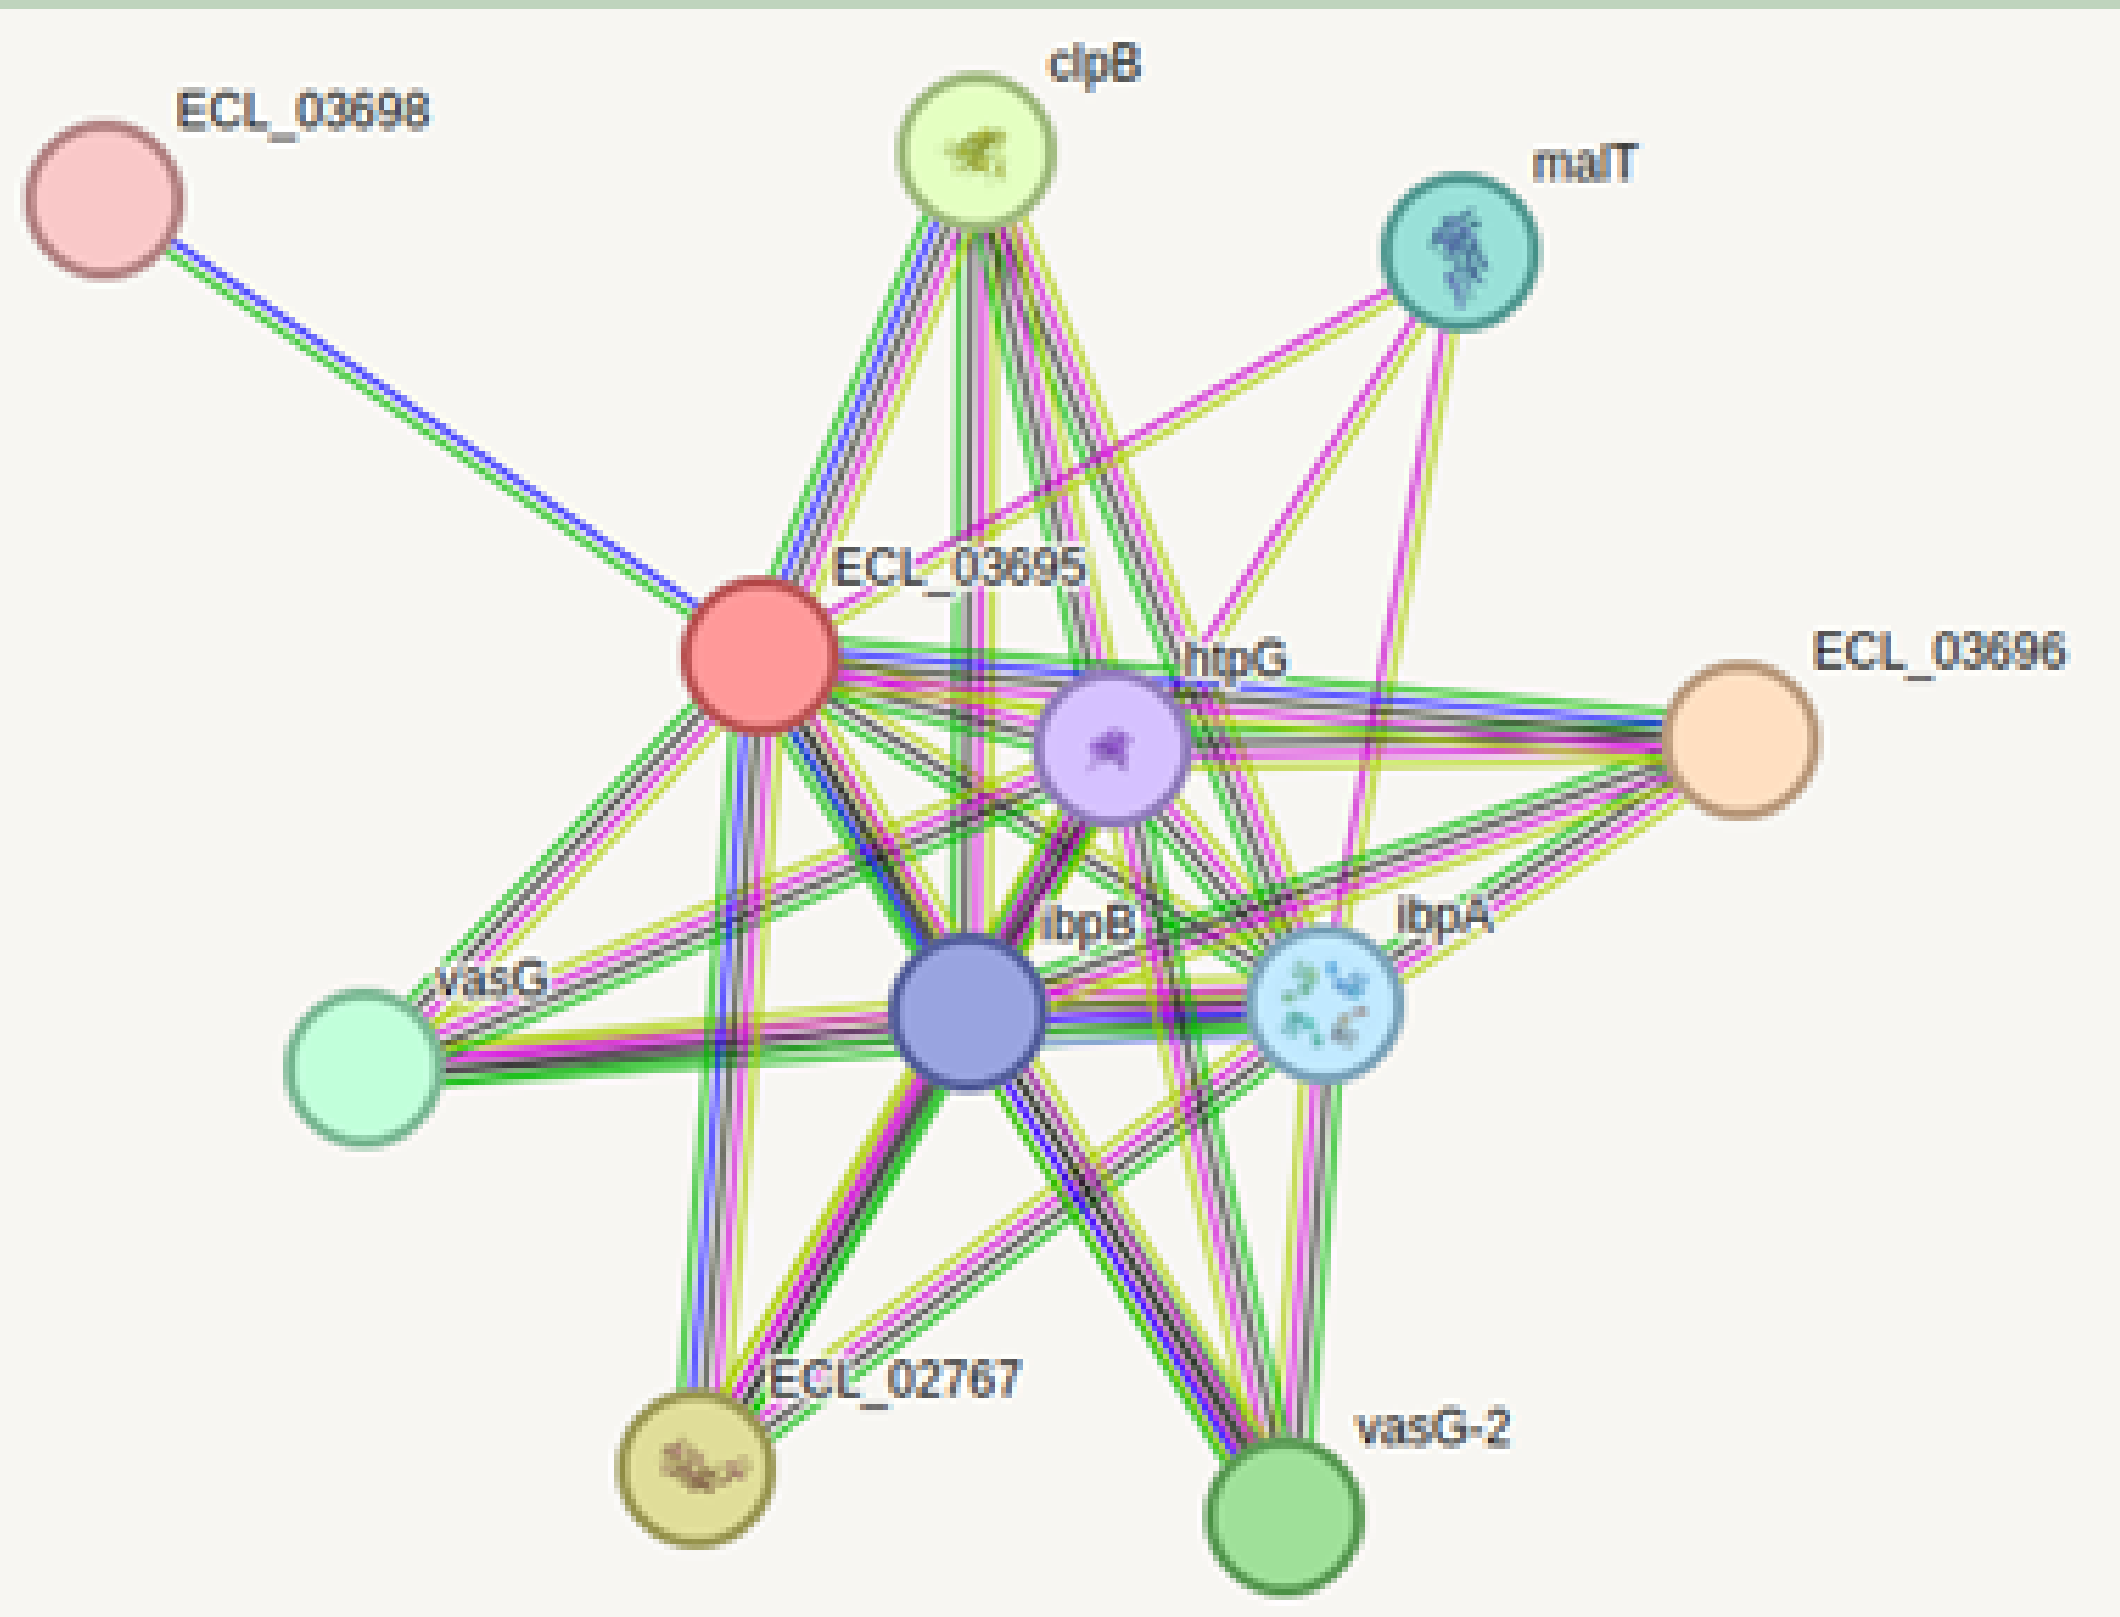 clpB
ECL_03698
malT
ECL_03695
htpG
ECL_03696
ibpB
ibpA
vasG
ECL_02767
vasG-2